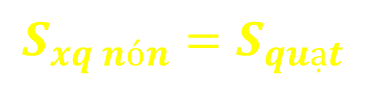 S_{xq nón} = S_{quạt}